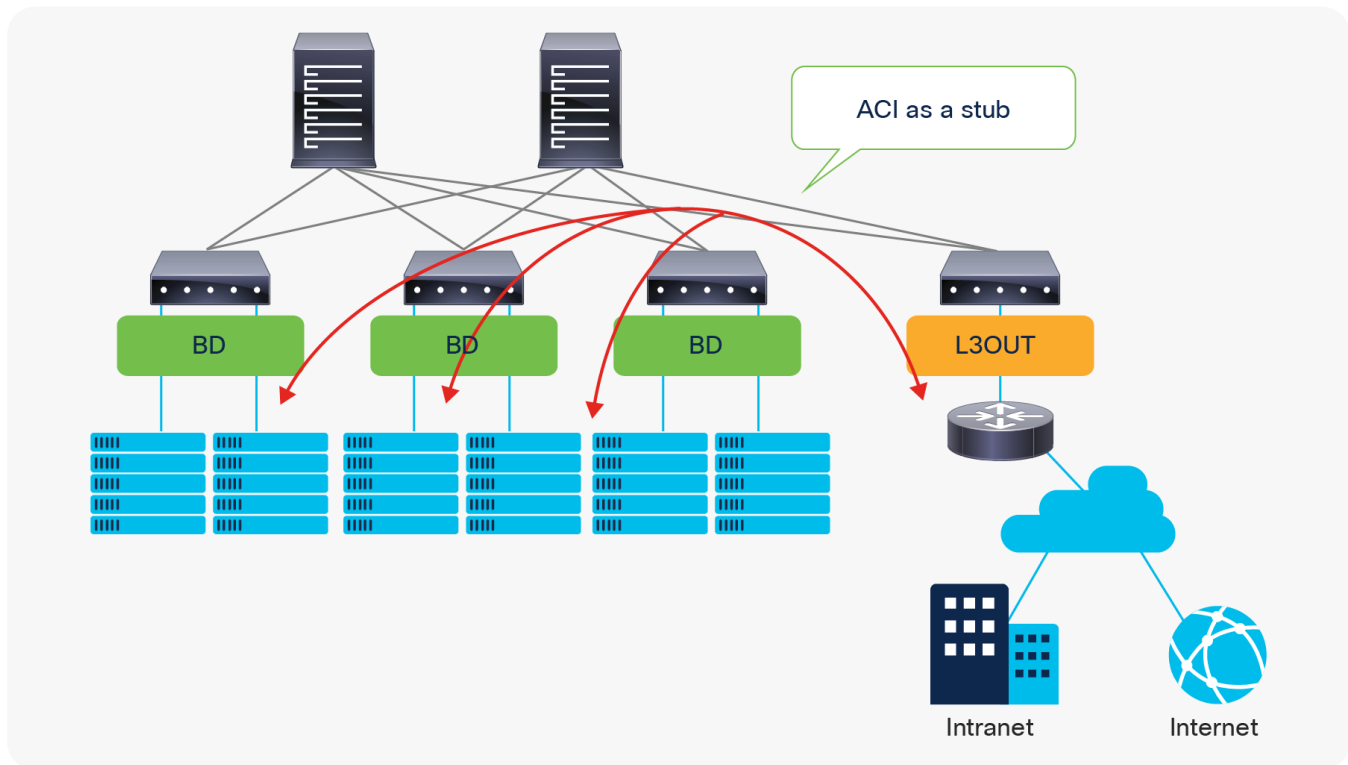 ACI as a stub
BD
BD
BD
L3OUT
Intranet
Internet